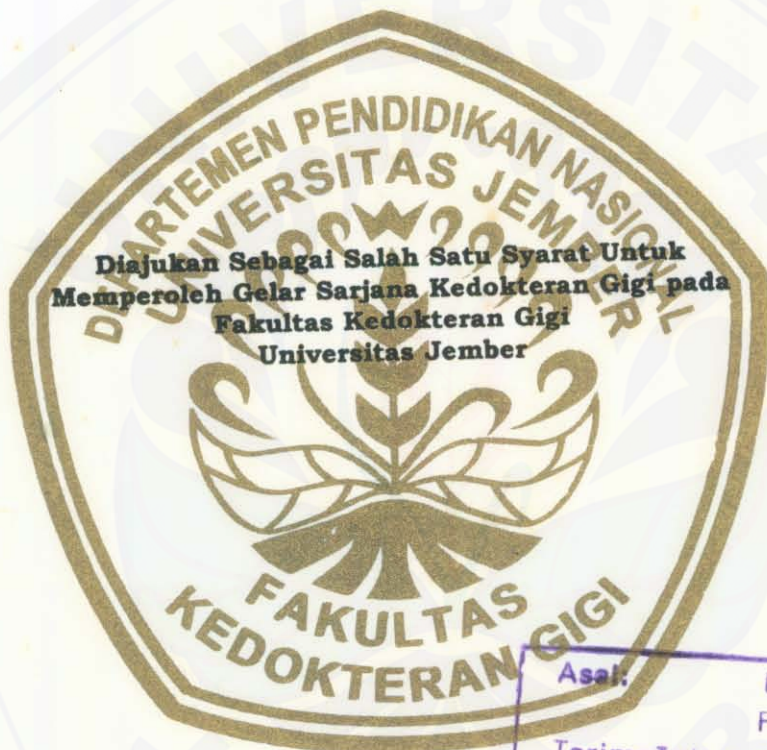 DEPARTEMEN PENDIDIKAN NASIONAL
UNIVERSITAS JEMBER
Diajukan Sebagai Salah Satu Syarat Untuk
Memperoleh Gelar Sarjana Kedokteran Gigi pada
Fakultas Kedokteran Gigi
Universitas Jember
FAKULTAS
KEDOKTERAN GIGI
Asal: